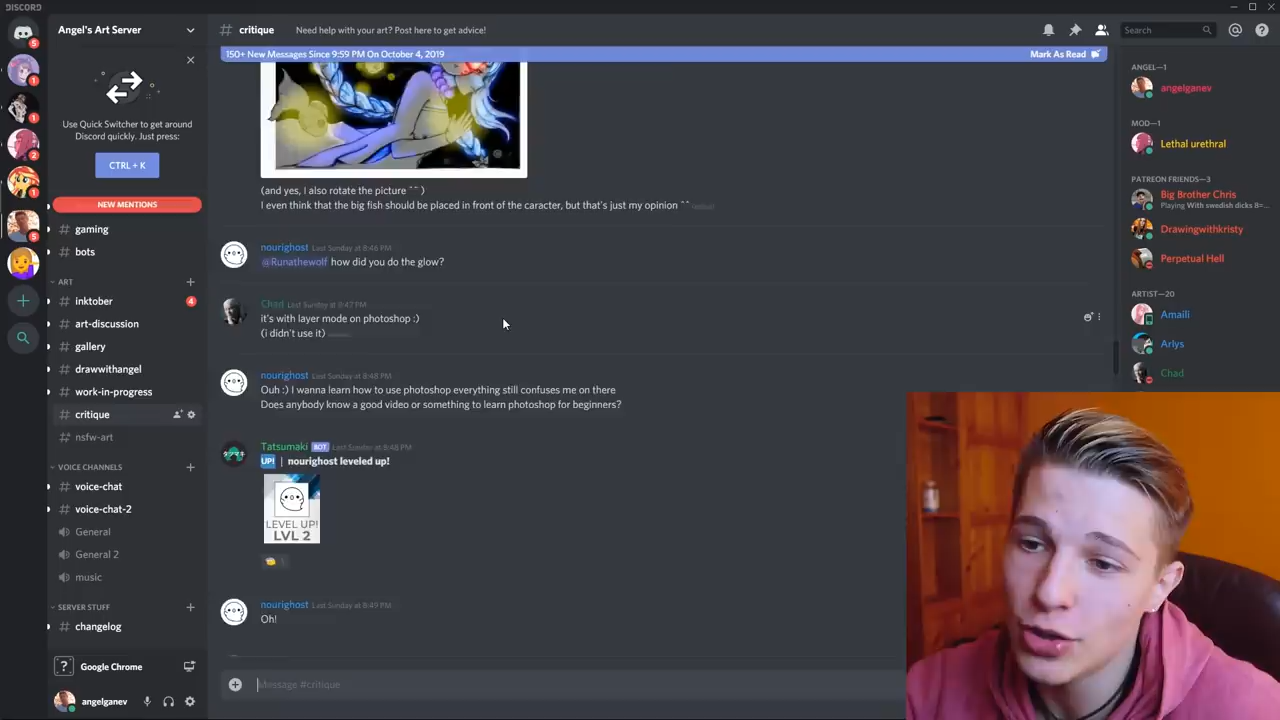 DISCORD
Angel's Art Server
critique
Need help with your art? Post here to get advice!
Search
5
1
1
2
1
5
Use Quick Switcher to get around
Discord quickly. Just press:
CTRL + K
NEW MENTIONS
# gaming
# bots
ART
# inktober
4
# art-discussion
# gallery
# drawwithangel
# work-in-progress
# critique
# nsfw-art
VOICE CHANNELS
# voice-chat
# voice-chat-2
General
General 2
music
SERVER STUFF
# changelog
Google Chrome
angelganev
150+ New Messages Since 9:59 PM On October 4, 2019
Mark As Read
(and yes, I also rotate the picture ^^)
I even think that the big fish should be placed in front of the caracter, but that's just my opinion ^^
nourighost Last Sunday at 8:46 PM
@Runathewolf how did you do the glow?
Chad Last Sunday at 8:47 PM
it's with layer mode on photoshop :)
(i didn't use it)
nourighost Last Sunday at 8:48 PM
Ouh :) I wanna learn how to use photoshop everything still confuses me on there
Does anybody know a good video or something to learn photoshop for beginners?
Tatsumaki BOT Last Sunday at 8:48 PM
UP! | nourighost leveled up!
LEVEL UP!
LVL 2
1
nourighost Last Sunday at 8:49 PM
Oh!
Message #critique
ANGEL—1
angelganev
MOD—1
Lethal urethral
PATREON FRIENDS—3
Big Brother Chris
Playing With swedish dicks 8=...
Drawingwithkristy
Perpetual Hell
ARTIST—20
Amaili
Arlys
Chad